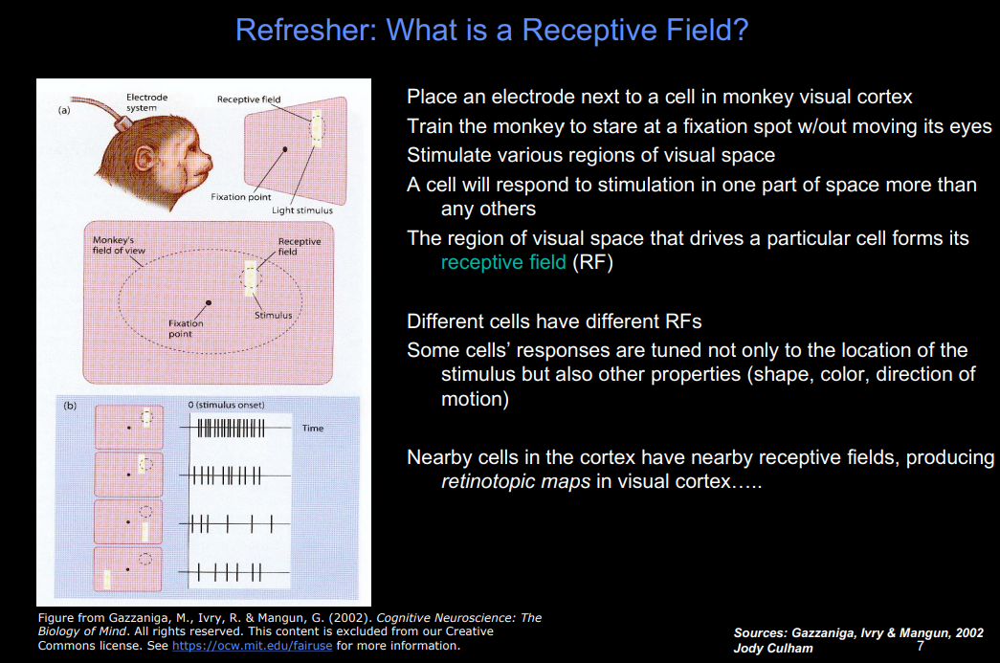 Refresher: What is a Receptive Field?
(a)
Electrode
system
Receptive field
Fixation point
Light stimulus
Monkey's
field of view
Receptive
field
Stimulus
Fixation
point
(b)
0 (stimulus onset)
Time
Place an electrode next to a cell in monkey visual cortex
Train the monkey to stare at a fixation spot w/out moving its eyes
Stimulate various regions of visual space
A cell will respond to stimulation in one part of space more than
any others
The region of visual space that drives a particular cell forms its
receptive field (RF)
Different cells have different RFs
Some cells’ responses are tuned not only to the location of the
stimulus but also other properties (shape, color, direction of
motion)
Nearby cells in the cortex have nearby receptive fields, producing
retinotopic maps in visual cortex…..
Figure from Gazzaniga, M., Ivry, R. & Mangun, G. (2002). Cognitive Neuroscience: The
Biology of Mind. All rights reserved. This content is excluded from our Creative
Commons license. See https://ocw.mit.edu/fairuse for more information.
Sources: Gazzaniga, Ivry & Mangun, 2002
Jody Culham
7